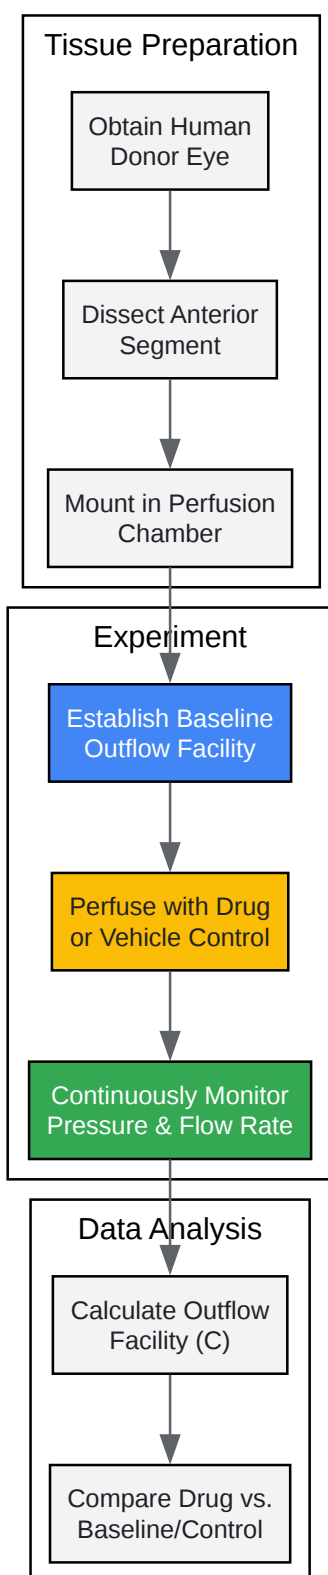 Tissue Preparation
Obtain Human
Donor Eye
Dissect Anterior
Segment
Mount in Perfusion
Chamber
Experiment
Establish Baseline
Outflow Facility
Perfuse with Drug
or Vehicle Control
Continuously Monitor
Pressure & Flow Rate
Data Analysis
Calculate Outflow
Facility (C)
Compare Drug vs.
Baseline/Control